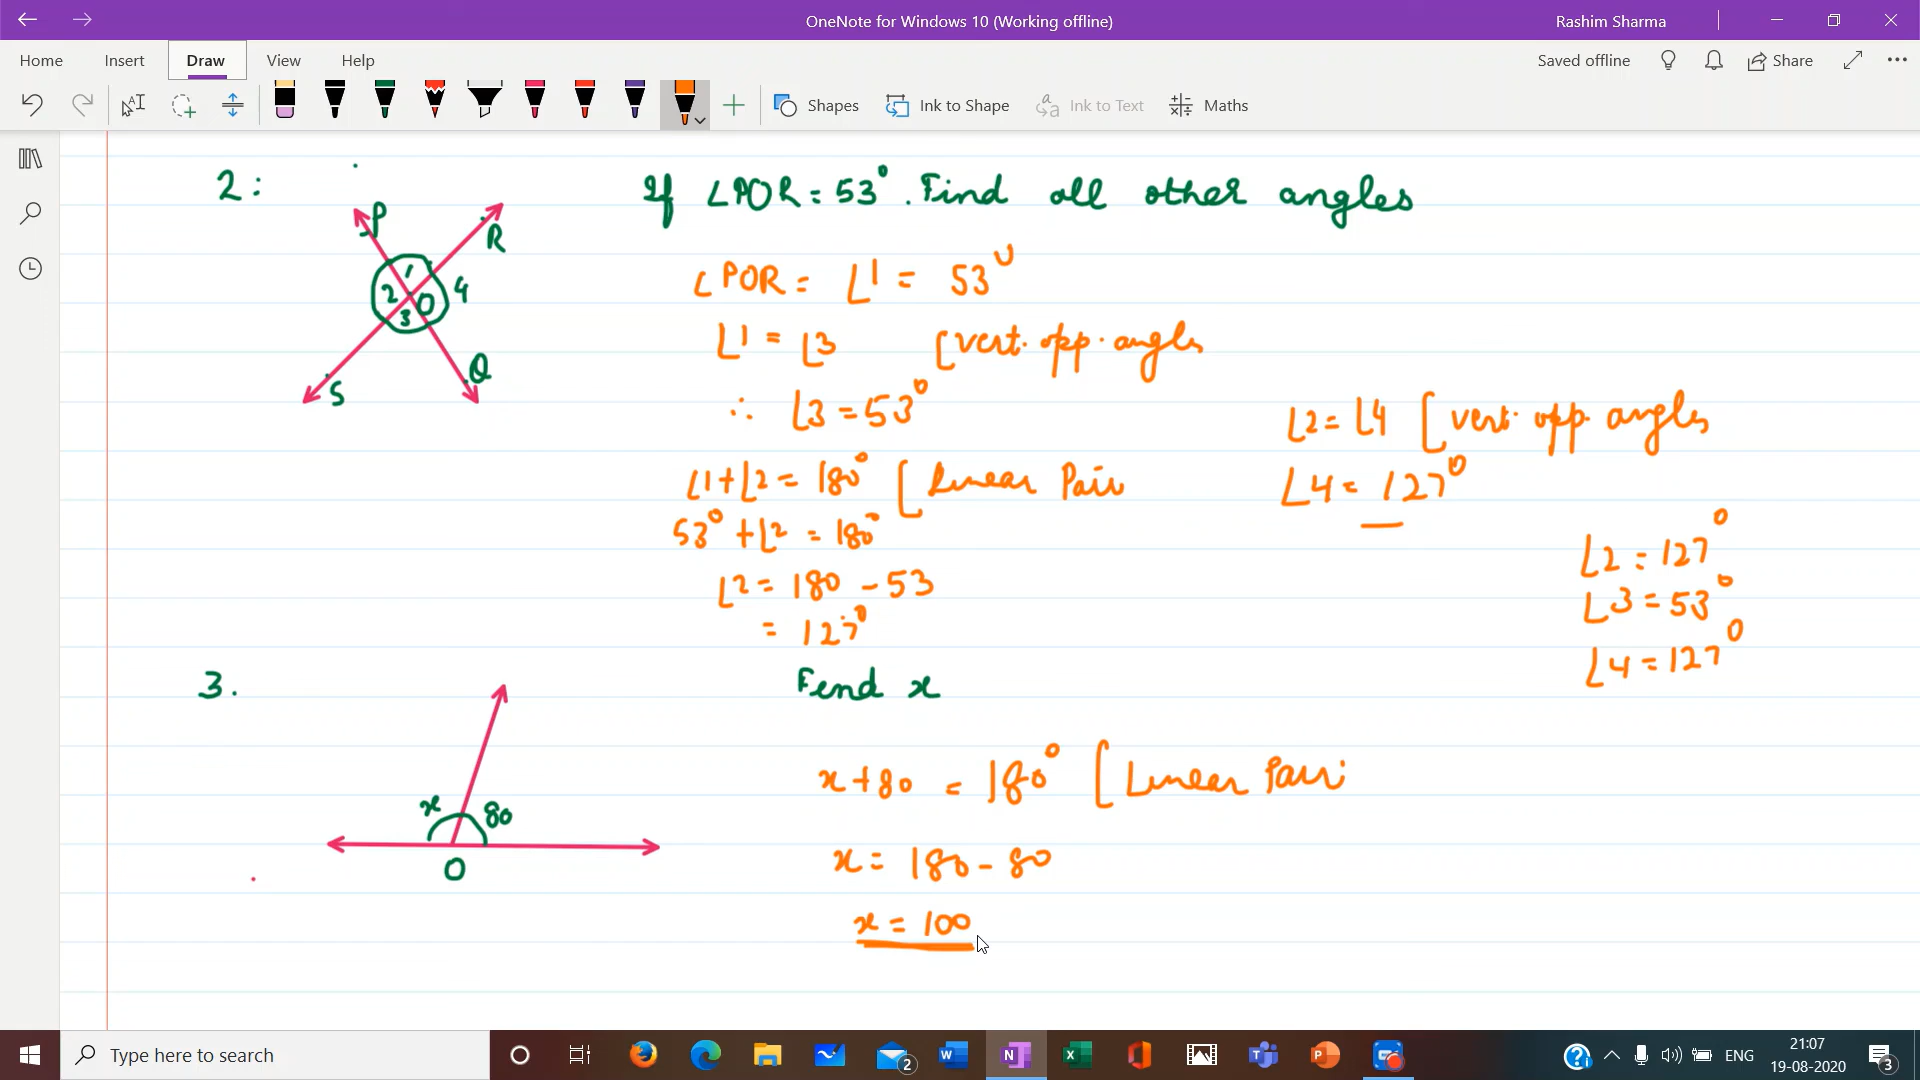 OneNote for Windows 10 (Working offline)
Rashim Sharma
Home Insert Draw View Help
Saved offline Share
Shapes Ink to Shape Ink to Text Maths
2:
If ∠POR = 53° . Find all other angles
P
R
1
2 O 4
3
S
Q
∠POR = ∠1 = 53°
∠1 = ∠3 [vert. opp. angles
∴ ∠3 = 53°
∠1 + ∠2 = 180° [Linear Pair
53° + ∠2 = 180°
∠2 = 180 - 53
= 127°
∠2 = ∠4 [vert. opp. angles
∠4 = 127°
∠2 = 127°
∠3 = 53°
∠4 = 127°
3.
Find x
x 80
O
x + 80 = 180° [Linear Pair
x = 180 - 80
x = 100
Type here to search
2
ENG
21:07
19-08-2020
3